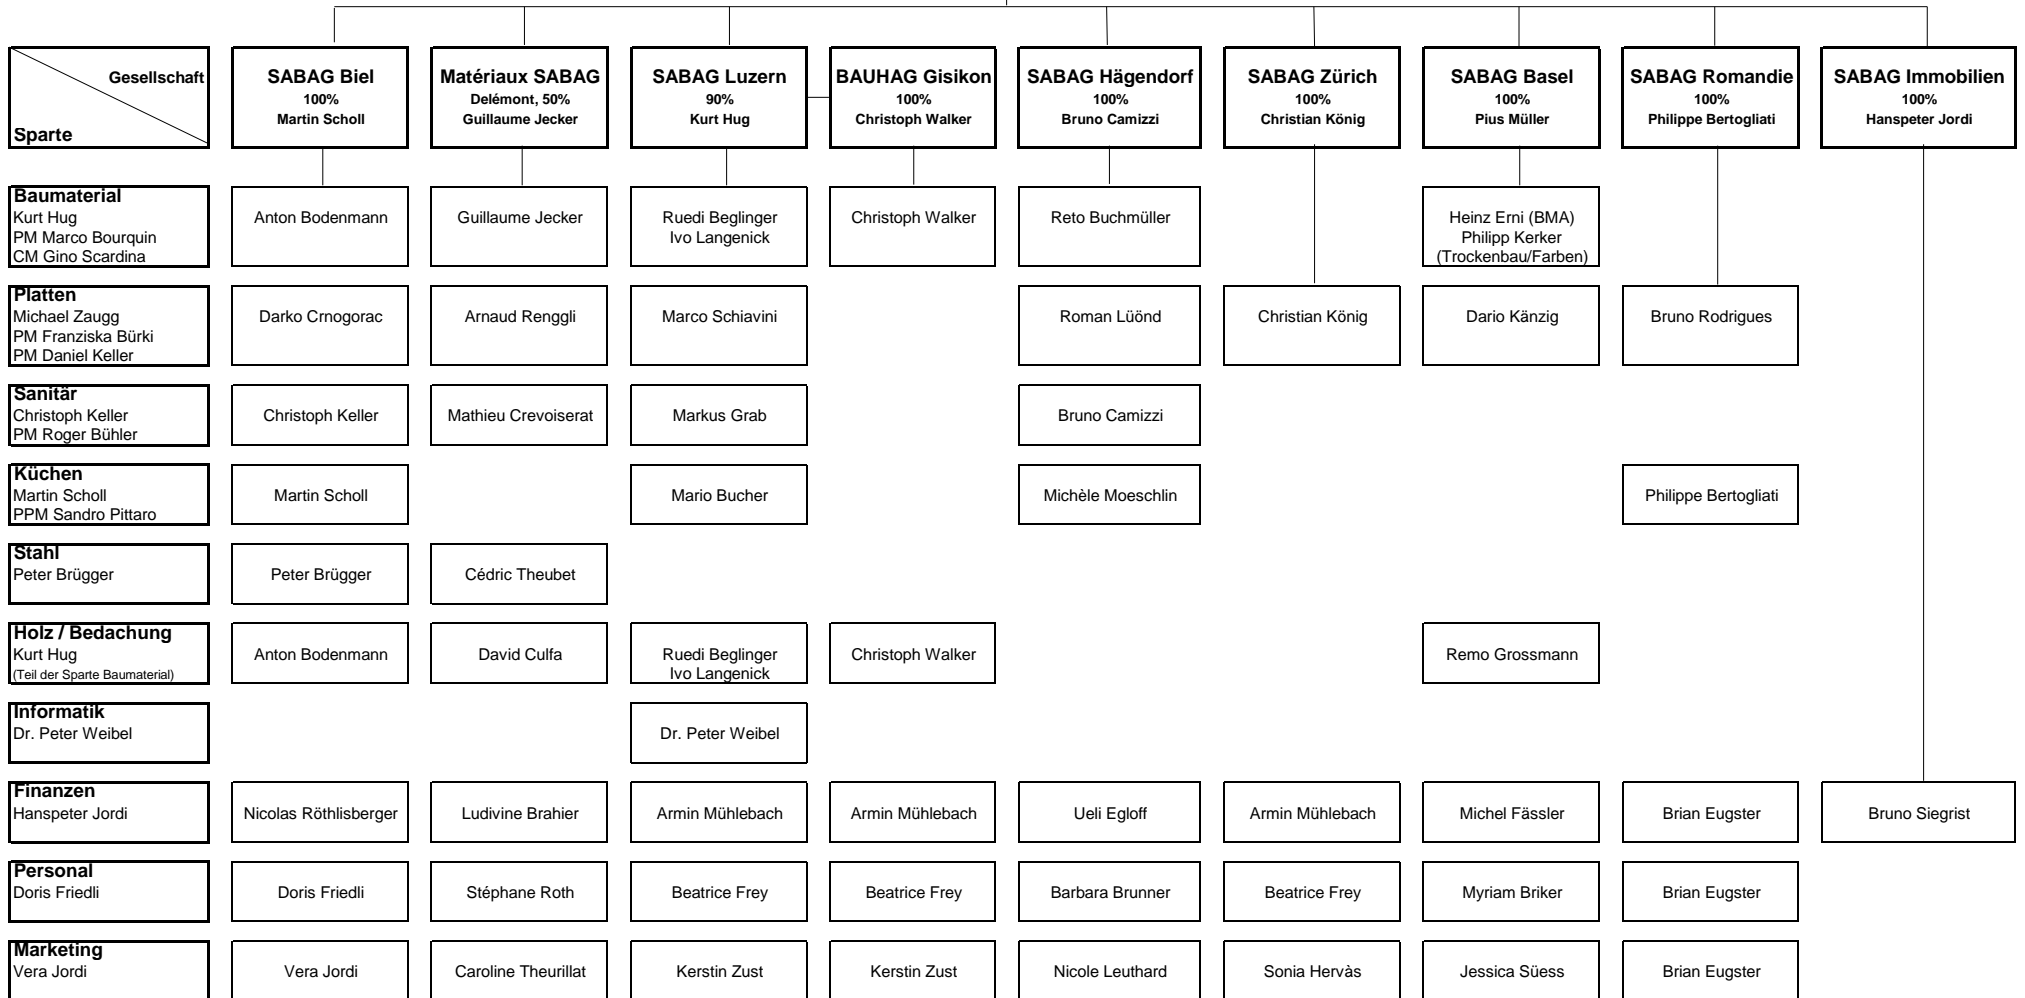 Gesellschaft
Sparte
SABAG Biel
100%
Martin Scholl
Matériaux SABAG
Delémont, 50%
Guillaume Jecker
SABAG Luzern
90%
Kurt Hug
BAUHAG Gisikon
100%
Christoph Walker
SABAG Hägendorf
100%
Bruno Camizzi
SABAG Zürich
100%
Christian König
SABAG Basel
100%
Pius Müller
SABAG Romandie
100%
Philippe Bertogliati
SABAG Immobilien
100%
Hanspeter Jordi
Baumaterial
Kurt Hug
PM Marco Bourquin
CM Gino Scardina
Anton Bodenmann
Guillaume Jecker
Ruedi Beglinger
Ivo Langenick
Christoph Walker
Reto Buchmüller
Heinz Erni (BMA)
Philipp Kerker
(Trockenbau/Farben)
Platten
Michael Zaugg
PM Franziska Bürki
PM Daniel Keller
Darko Crnogorac
Arnaud Renggli
Marco Schiavini
Roman Lüönd
Christian König
Dario Känzig
Bruno Rodrigues
Sanitär
Christoph Keller
PM Roger Bühler
Christoph Keller
Mathieu Crevoiserat
Markus Grab
Bruno Camizzi
Küchen
Martin Scholl
PPM Sandro Pittaro
Martin Scholl
Mario Bucher
Michèle Moeschlin
Philippe Bertogliati
Stahl
Peter Brügger
Peter Brügger
Cédric Theubet
Holz / Bedachung
Kurt Hug
(Teil der Sparte Baumaterial)
Anton Bodenmann
David Culfa
Ruedi Beglinger
Ivo Langenick
Christoph Walker
Remo Grossmann
Informatik
Dr. Peter Weibel
Dr. Peter Weibel
Finanzen
Hanspeter Jordi
Nicolas Röthlisberger
Ludivine Brahier
Armin Mühlebach
Armin Mühlebach
Ueli Egloff
Armin Mühlebach
Michel Fässler
Brian Eugster
Bruno Siegrist
Personal
Doris Friedli
Doris Friedli
Stéphane Roth
Beatrice Frey
Beatrice Frey
Barbara Brunner
Beatrice Frey
Myriam Briker
Brian Eugster
Marketing
Vera Jordi
Vera Jordi
Caroline Theurillat
Kerstin Zust
Kerstin Zust
Nicole Leuthard
Sonia Hervàs
Jessica Süess
Brian Eugster